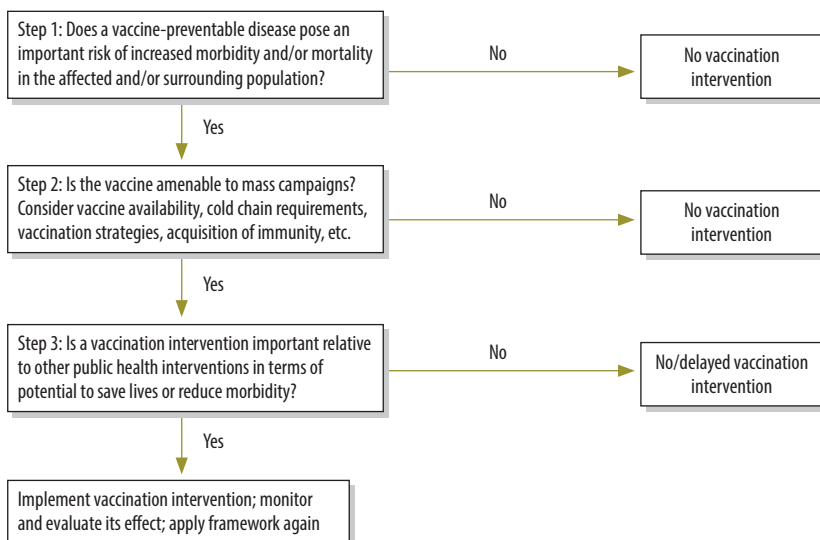 Step 1: Does a vaccine-preventable disease pose an
important risk of increased morbidity and/or mortality
in the affected and/or surrounding population?
No
No vaccination
intervention
Yes
Step 2: Is the vaccine amenable to mass campaigns?
Consider vaccine availability, cold chain requirements,
vaccination strategies, acquisition of immunity, etc.
No
No vaccination
intervention
Yes
Step 3: Is a vaccination intervention important relative
to other public health interventions in terms of
potential to save lives or reduce morbidity?
No
No/delayed vaccination
intervention
Yes
Implement vaccination intervention; monitor
and evaluate its effect; apply framework again